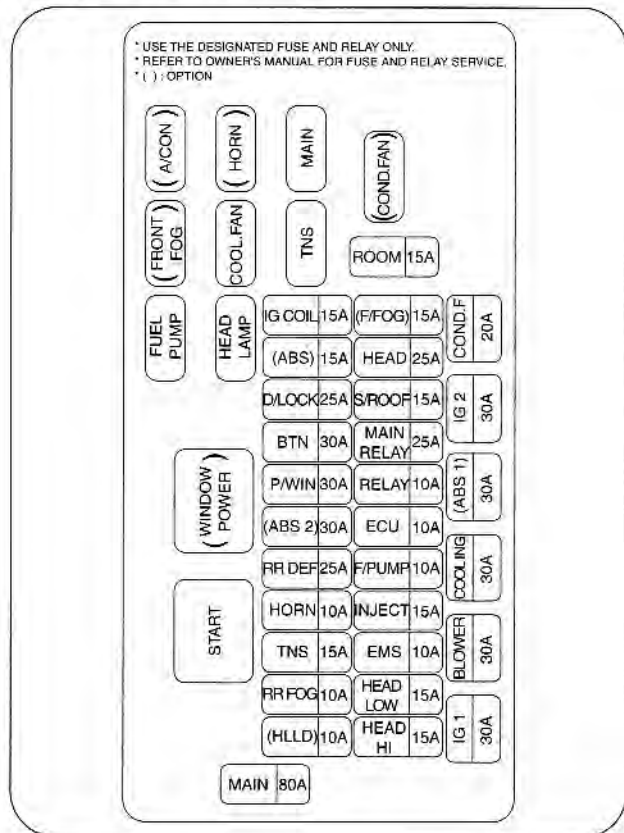 * USE THE DESIGNATED FUSE AND RELAY ONLY.
* REFER TO OWNER'S MANUAL FOR FUSE AND RELAY SERVICE.
* ( ) : OPTION
(A/CON)
(HORN)
MAIN
(COND.FAN)
(FRONT FOG)
COOL.FAN
TNS
ROOM 15A
FUEL PUMP
HEAD LAMP
IG COIL 15A (F/FOG) 15A
COND.F 20A
(ABS) 15A HEAD 25A
D/LOCK 25A S/ROOF 15A
IG 2 30A
BTN 30A MAIN RELAY 25A
(WINDOW POWER)
P/WIN 30A RELAY 10A
(ABS 1) 30A
(ABS 2) 30A ECU 10A
RR DEF 25A F/PUMP 10A
COOLING 30A
START
HORN 10A INJECT 15A
TNS 15A EMS 10A
BLOWER 30A
RR FOG 10A HEAD LOW 15A
(HLLD) 10A HEAD HI 15A
IG 1 30A
MAIN 80A